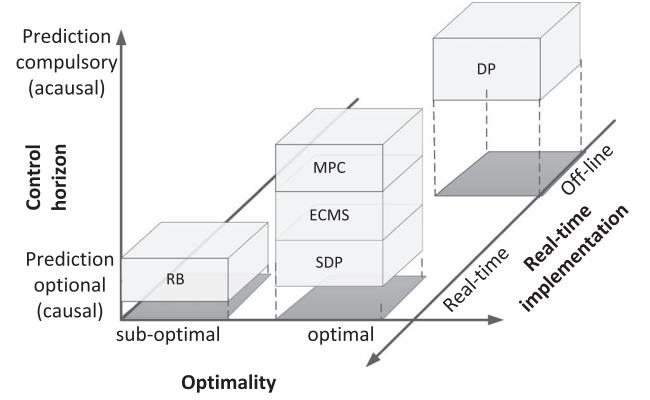 Prediction
compulsory
(acausal)
DP
Control
horizon
MPC
ECMS
SDP
Off-line
Real-time
Real-time
implementation
Prediction
optional
(causal)
RB
sub-optimal
optimal
Optimality